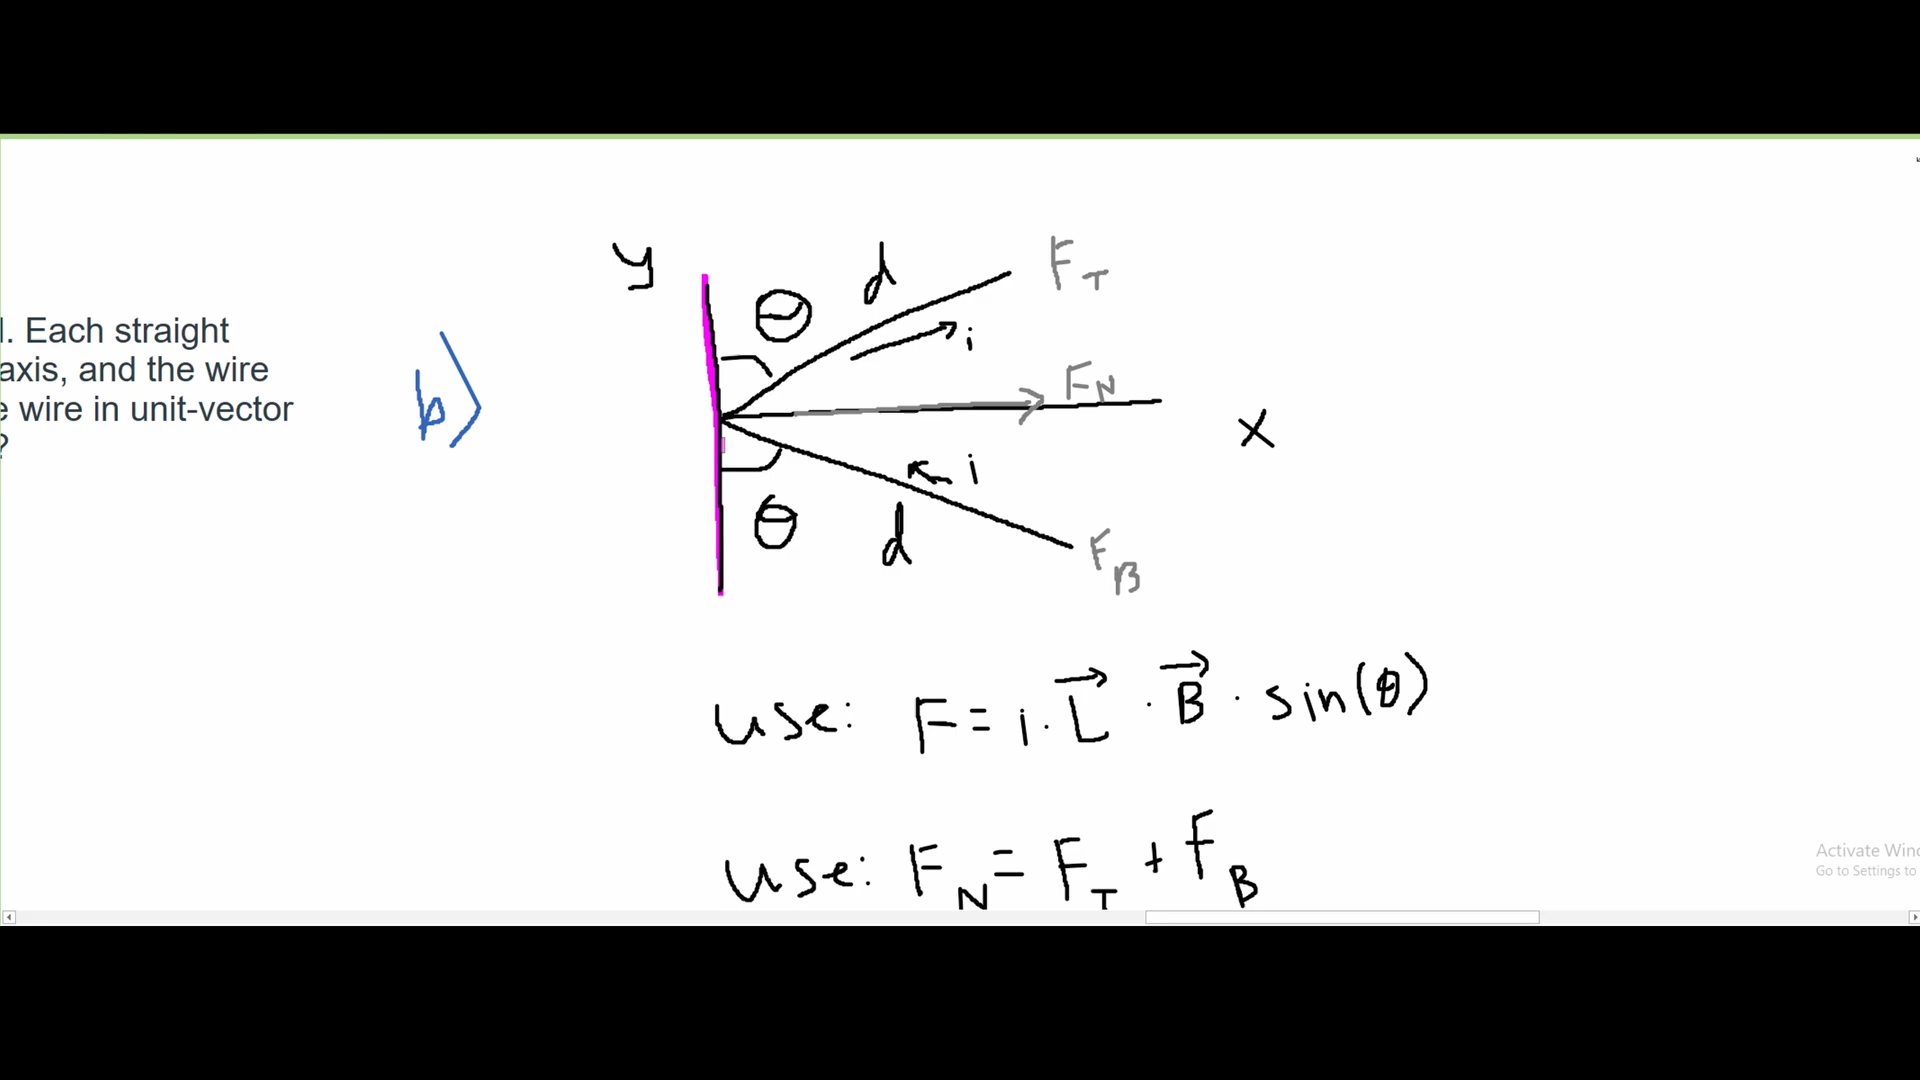 l. Each straight
axis, and the wire
e wire in unit-vector
?
b)
y
θ
d
i
F_T
F_N
x
i
θ
d
F_B
use: F = i · L · B · sin(θ)
use: F_N = F_T + F_B
Activate Wind
Go to Settings to